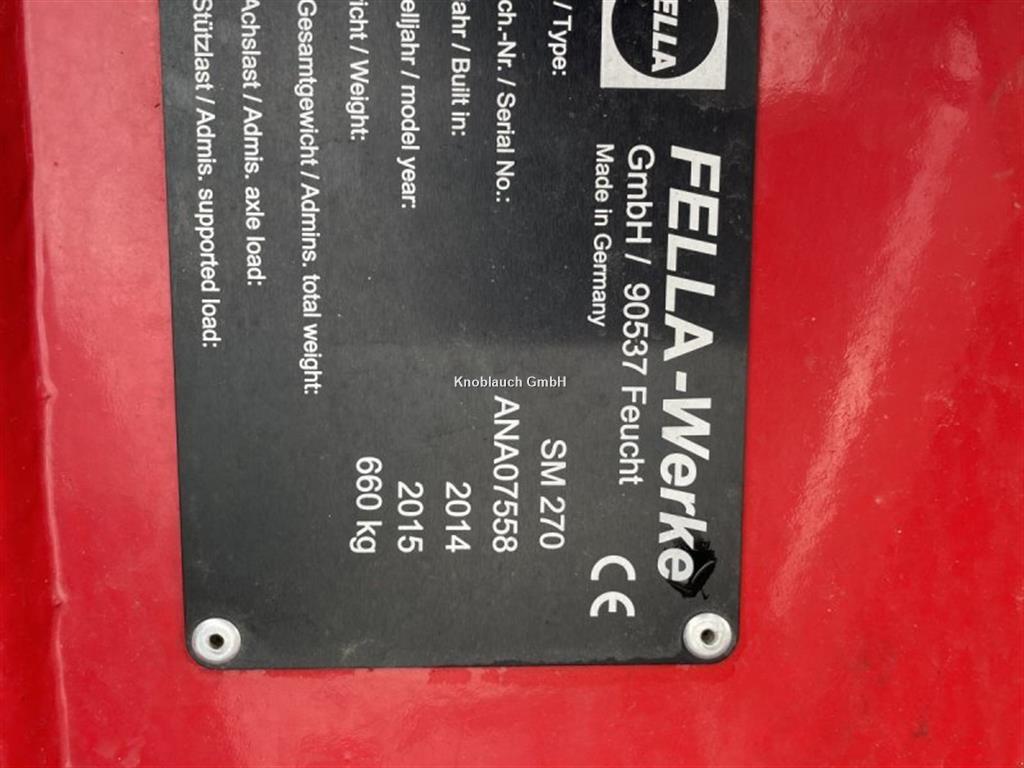 ELLA
FELLA-Werke
GmbH / 90537 Feucht
Made in Germany
CE
/ Type: SM 270
ch.-Nr. / Serial No.: ANA07558
ahr / Built in: 2014
elljahr / model year: 2015
icht / Weight: 660 kg
Gesamtgewicht / Admins. total weight:
Achslast / Admis. axle load:
Stützlast / Admis. supported load:
Knoblauch GmbH